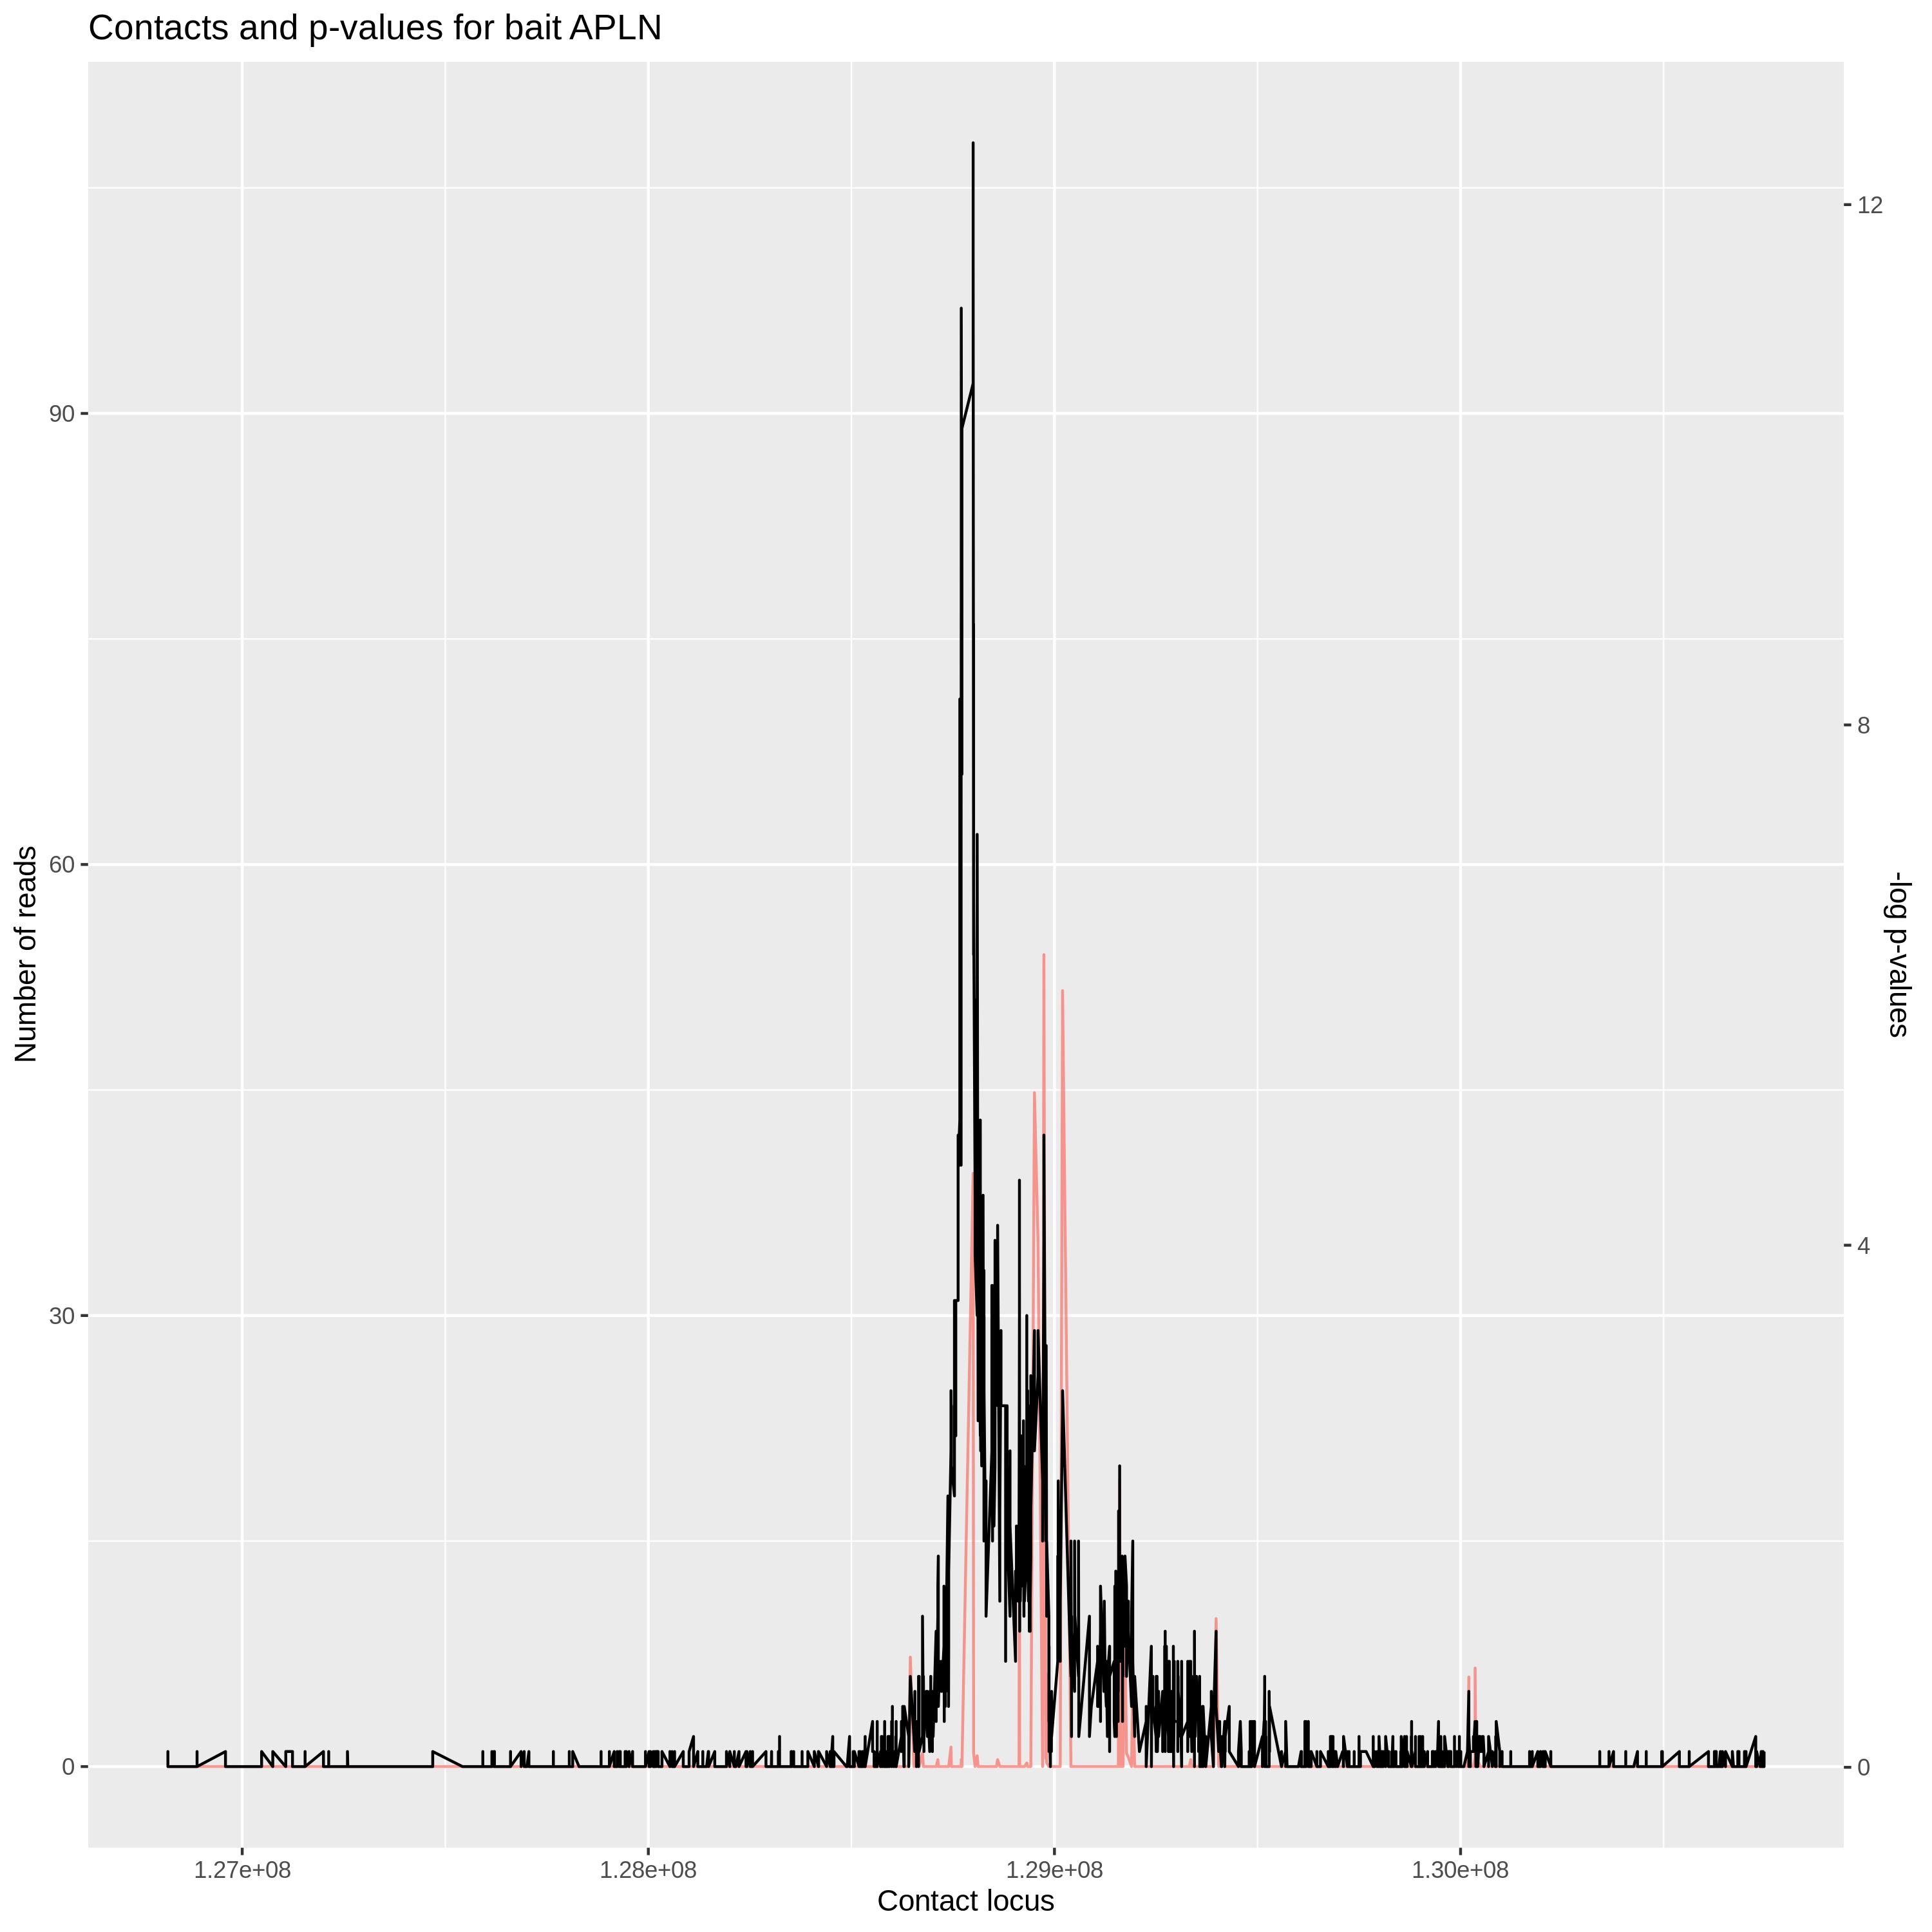 Contacts and p-values for bait APLN
Number of reads
90
60
30
0
12
8
4
0
-log p-values
1.27e+08
1.28e+08
1.29e+08
1.30e+08
Contact locus